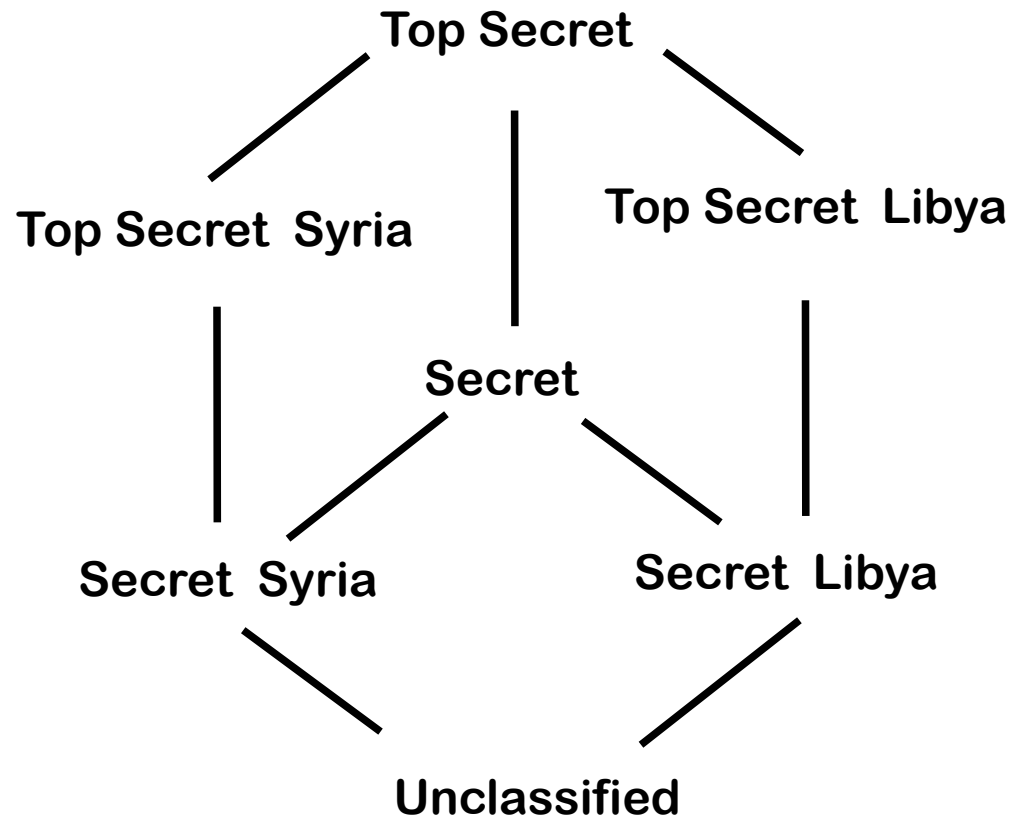 Top Secret
Top Secret Syria
Top Secret Libya
Secret
Secret Syria
Secret Libya
Unclassified